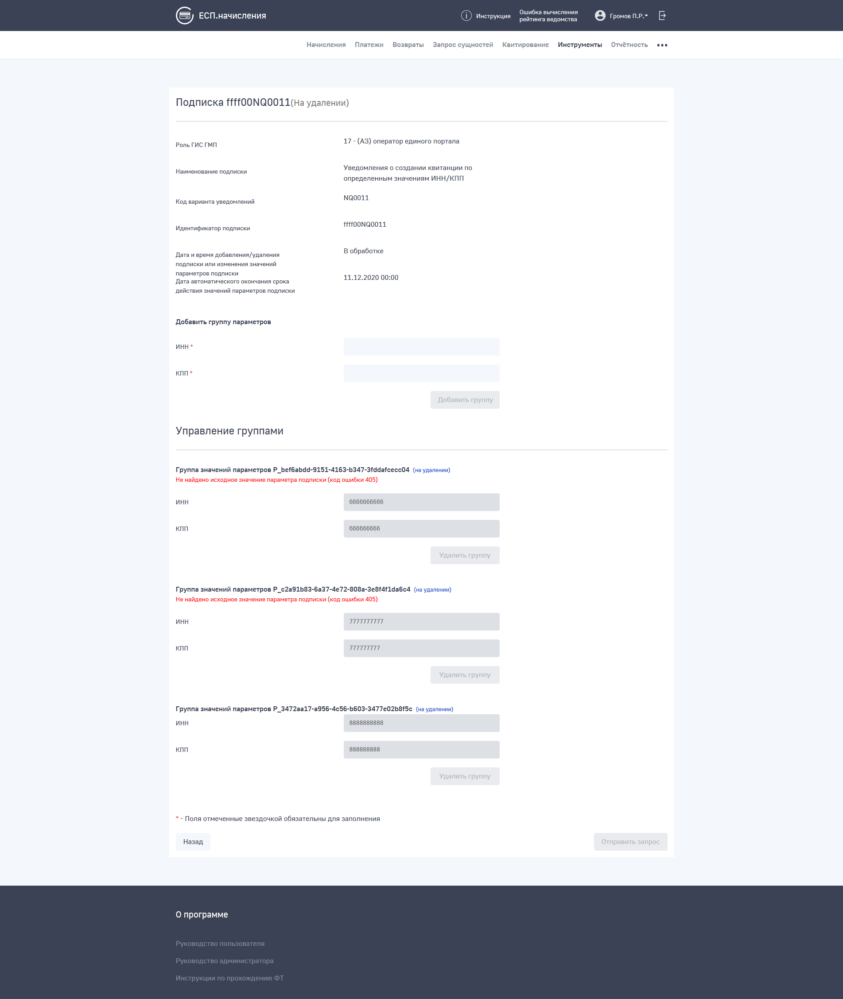 ЕСП.начисления
Инструкция
Ошибка вычисления
рейтинга ведомства
Громов П.Р.
Начисления Платежи Возвраты Запрос сущностей Квитирование Инструменты Отчётность
Подписка ffff00NQ0011(На удалении)
Роль ГИС ГМП
17 - (АЗ) оператор единого портала
Наименование подписки
Уведомления о создании квитанции по
определенным значениям ИНН/КПП
Код варианта уведомлений
NQ0011
Идентификатор подписки
ffff00NQ0011
Дата и время добавления/удаления
подписки или изменения значений
параметров подписки
В обработке
Дата автоматического окончания срока
действия значений параметров подписки
11.12.2020 00:00
Добавить группу параметров
ИНН *
КПП *
Добавить группу
Управление группами
Группа значений параметров P_bef6abdd-9151-4163-b347-3fddafcecc04 (на удалении)
Не найдено исходное значение параметра подписки (код ошибки 405)
ИНН
6666666666
КПП
666666666
Удалить группу
Группа значений параметров P_c2a91b83-6a37-4e72-808a-3e8f4f1da6c4 (на удалении)
Не найдено исходное значение параметра подписки (код ошибки 405)
ИНН
7777777777
КПП
777777777
Удалить группу
Группа значений параметров P_3472aa17-a956-4c56-b603-3477e02b8f5c (на удалении)
ИНН
8888888888
КПП
888888888
Удалить группу
* - Поля отмеченные звездочкой обязательны для заполнения
Назад
Отправить запрос
О программе
Руководство пользователя
Руководство администратора
Инструкции по прохождению ФТ